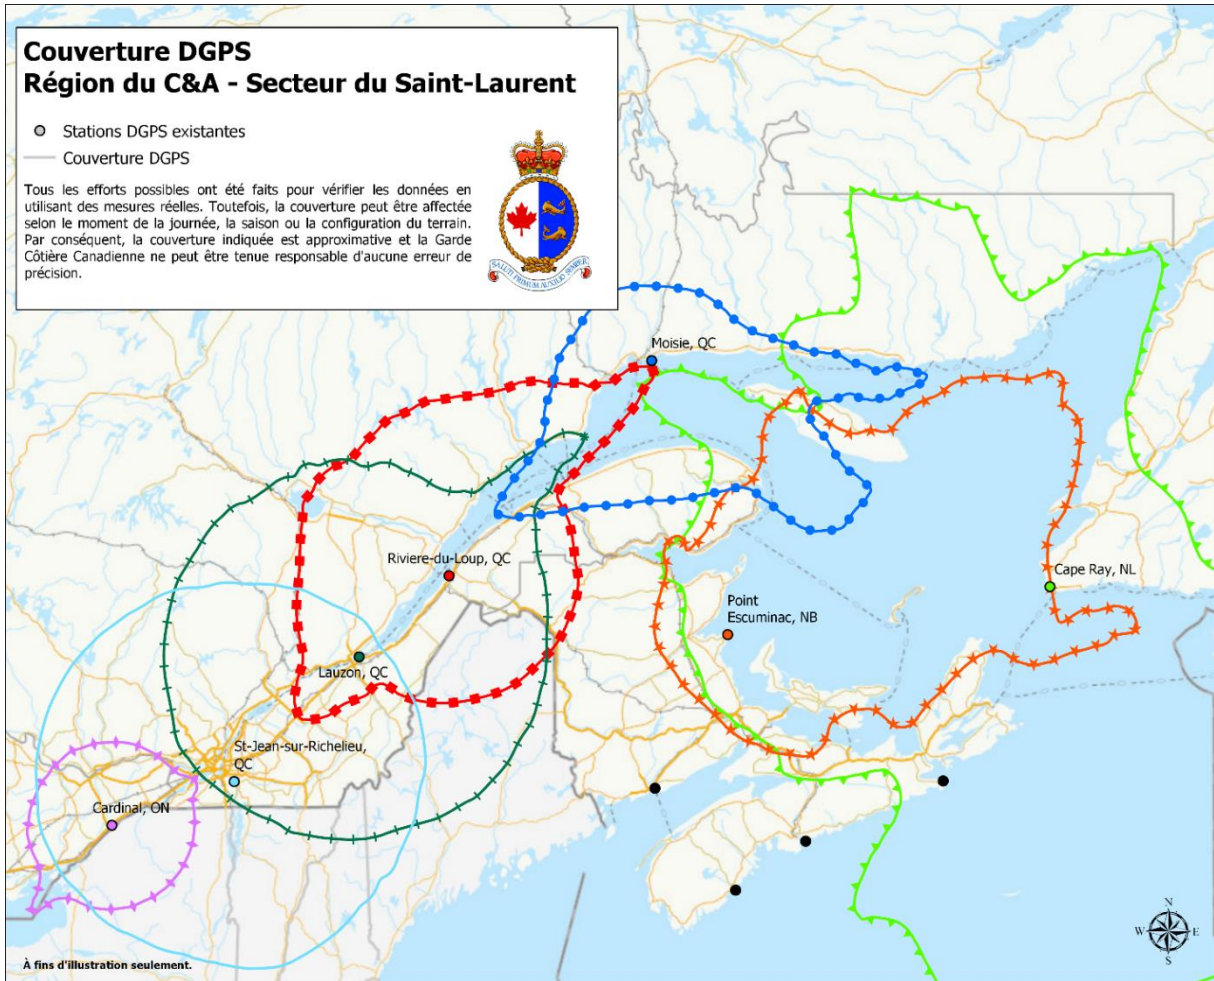 Couverture DGPS
Région du C&A - Secteur du Saint-Laurent
Stations DGPS existantes
Couverture DGPS
Tous les efforts possibles ont été faits pour vérifier les données en
utilisant des mesures réelles. Toutefois, la couverture peut être affectée
selon le moment de la journée, la saison ou la configuration du terrain.
Par conséquent, la couverture indiquée est approximative et la Garde
Côtière Canadienne ne peut être tenue responsable d'aucune erreur de
précision.
SALUTI PRIMUM AUXILIO SEMPER
Moisie, QC
Riviere-du-Loup, QC
Cape Ray, NL
Point
Escuminac, NB
Lauzon, QC
St-Jean-sur-Richelieu,
QC
Cardinal, ON
N
W E
S
À fins d'illustration seulement.